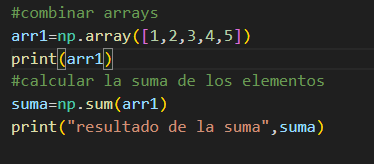 #combinar arrays
arr1=np.array([1,2,3,4,5])
print(arr1)
#calcular la suma de los elementos
suma=np.sum(arr1)
print("resultado de la suma",suma)